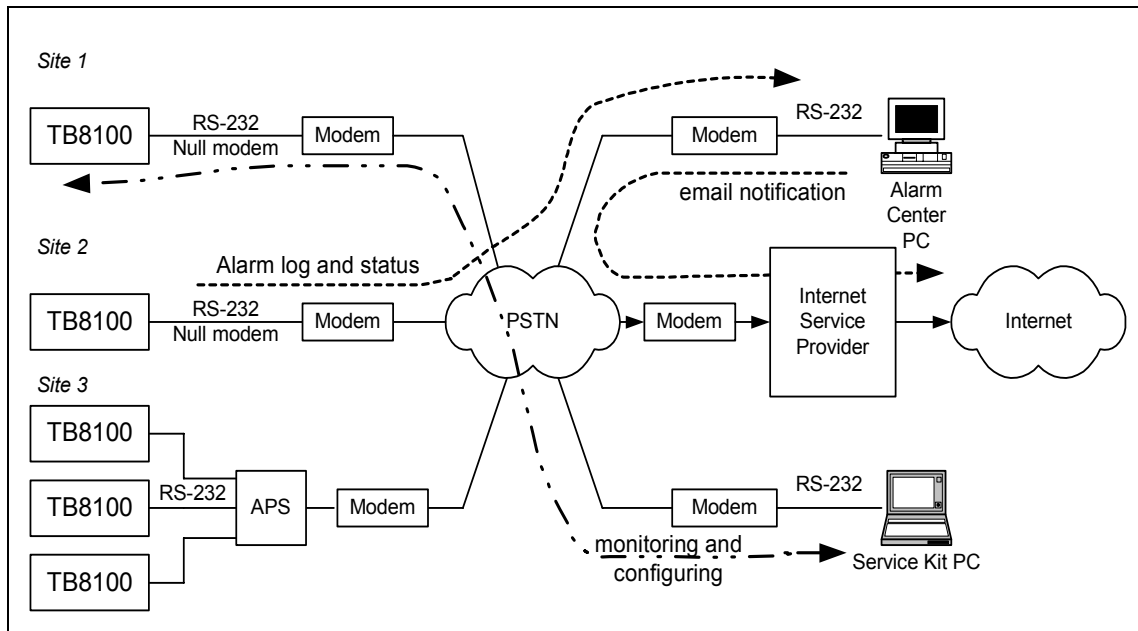 Site 1
TB8100
RS-232
Null modem
Modem
Modem
RS-232
Alarm
Center
PC
email notification
Site 2
Alarm log and status
TB8100
RS-232
Null modem
Modem
PSTN
Modem
Internet
Service
Provider
Internet
Site 3
TB8100
TB8100
TB8100
RS-232
APS
Modem
Modem
RS-232
Service Kit PC
monitoring and
configuring